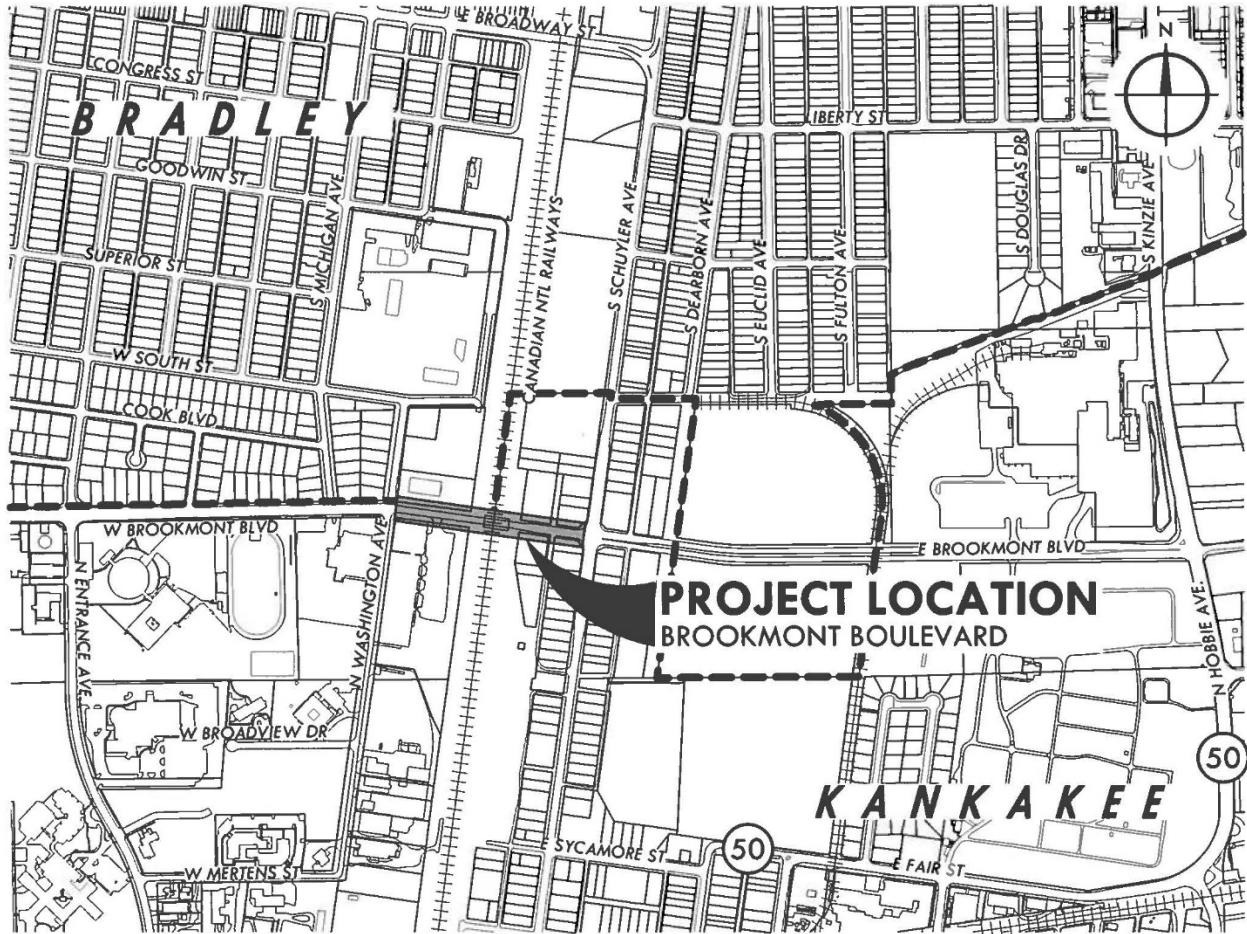 E BROADWAY ST
CONGRESS ST
N
BRADLEY
LIBERTY ST
GOODWIN ST
S MICHIGAN AVE
CANADIAN NTL RAILWAYS
S SCHUYLER AVE
S DEARBORN AVE
S EUCLID AVE
S FULTON AVE
S DOUGLAS DR
S KINZIE AVE
SUPERIOR ST
W SOUTH ST
COOK BLVD
W BROOKMONT BLVD
E BROOKMONT BLVD
PROJECT LOCATION
BROOKMONT BOULEVARD
N ENTRANCE AVE
N WASHINGTON AVE
N HOBBIE AVE.
W BROADVIEW DR
50
KANKAKEE
E SYCAMORE ST
50
E FAIR ST
W MERTENS ST